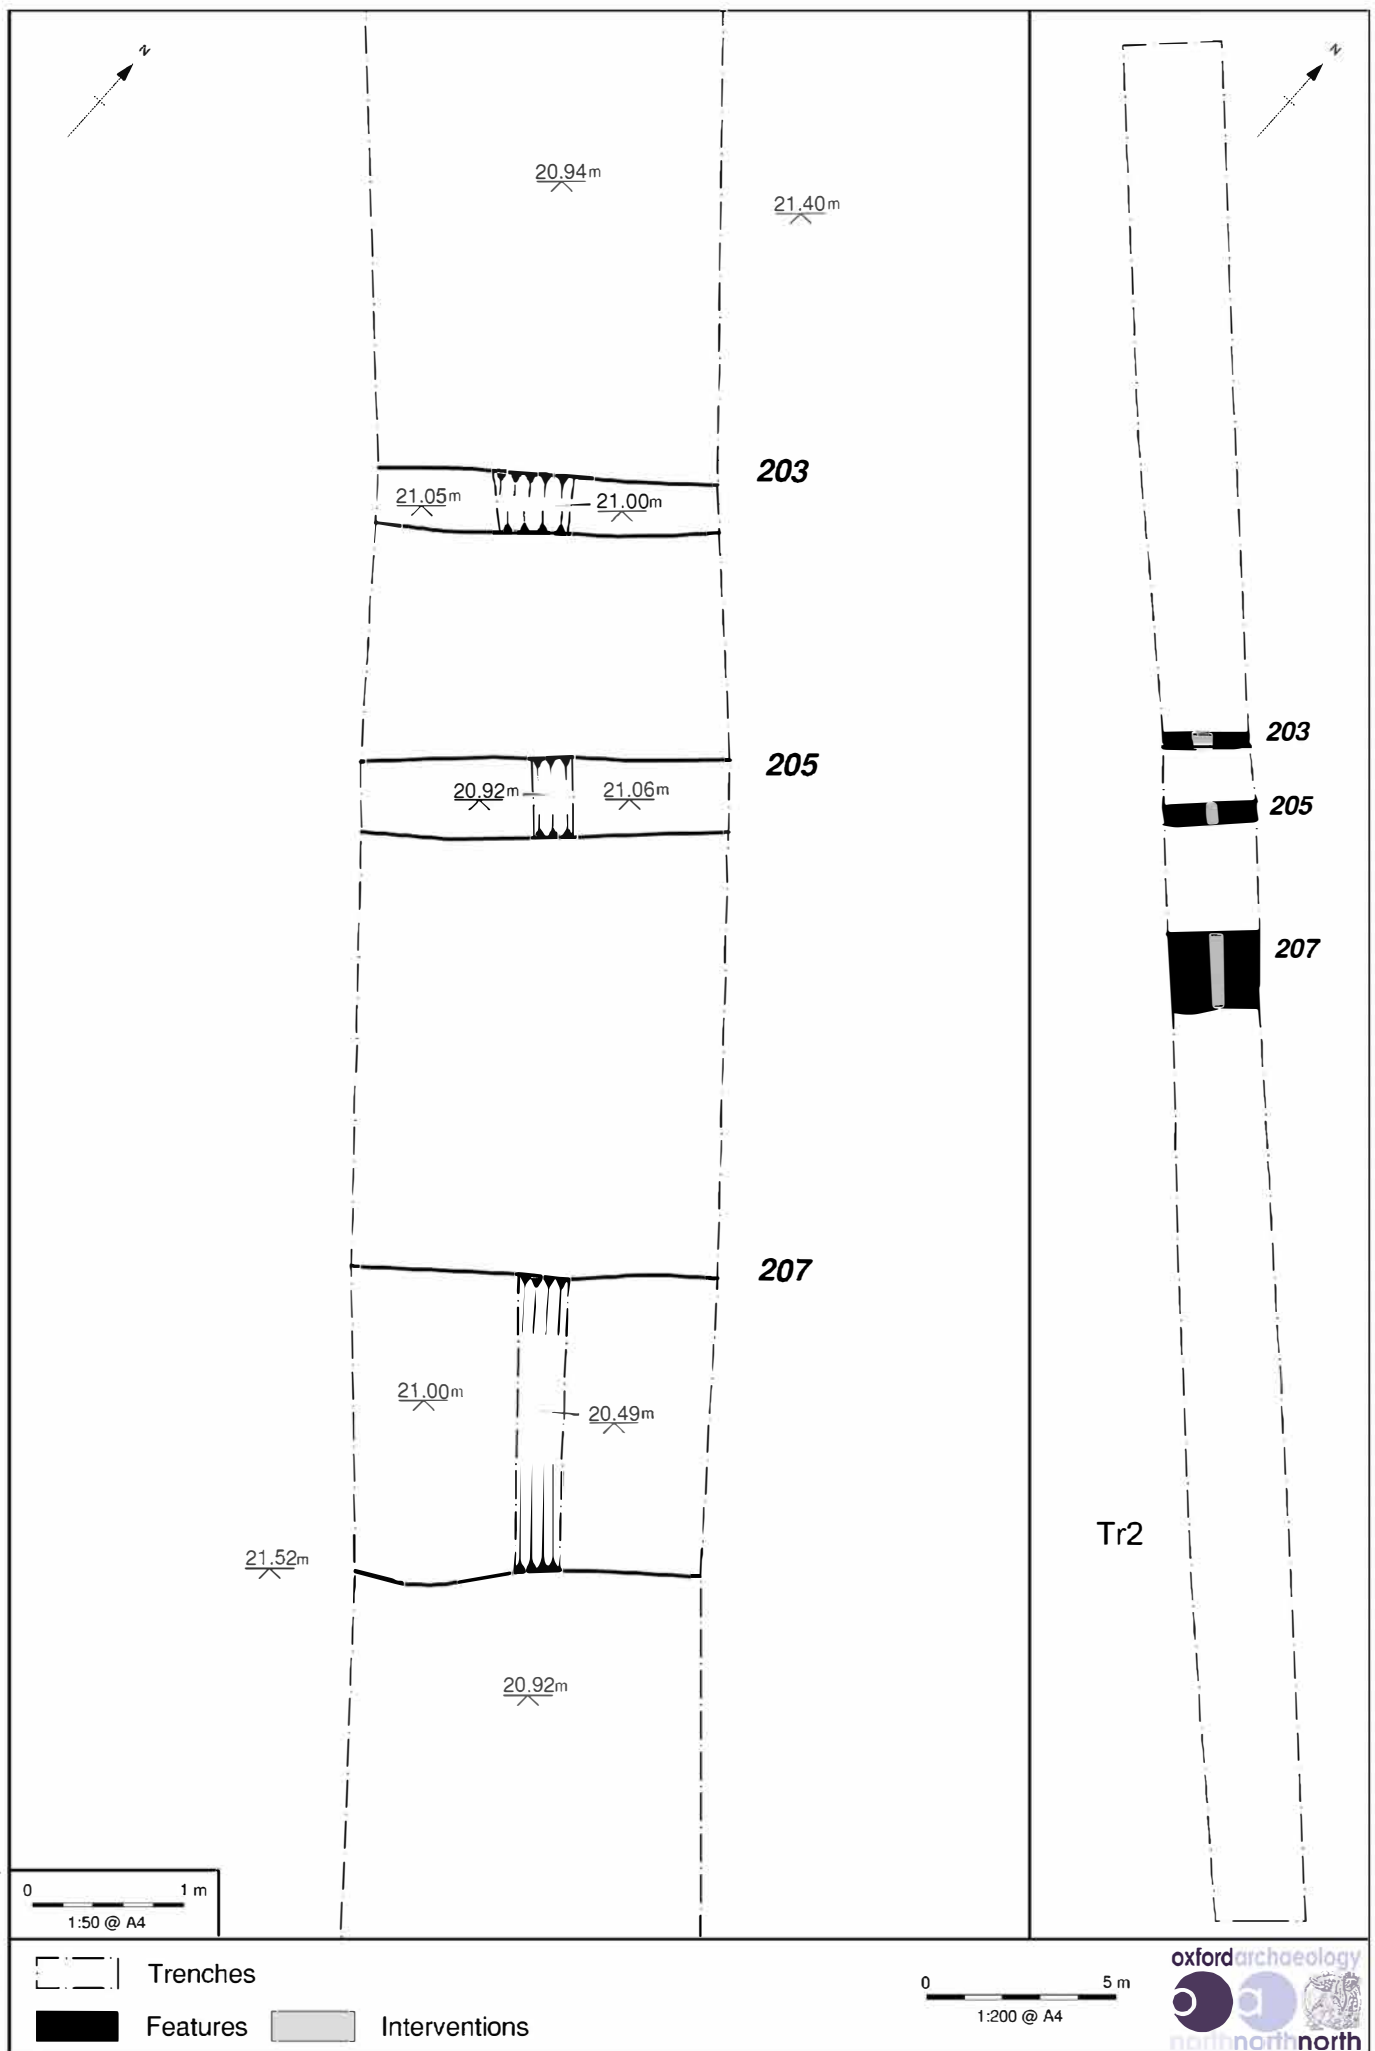 N
20.94m
21.40m
203
21.05m
21.00m
205
20.92m
21.06m
207
21.00m
20.49m
21.52m
20.92m
0 1 m
1:50 @ A4
N
203
205
207
Tr2
Trenches
Features
Interventions
0 5 m
1:200 @ A4
oxfordarchaeology
northnorthnorth